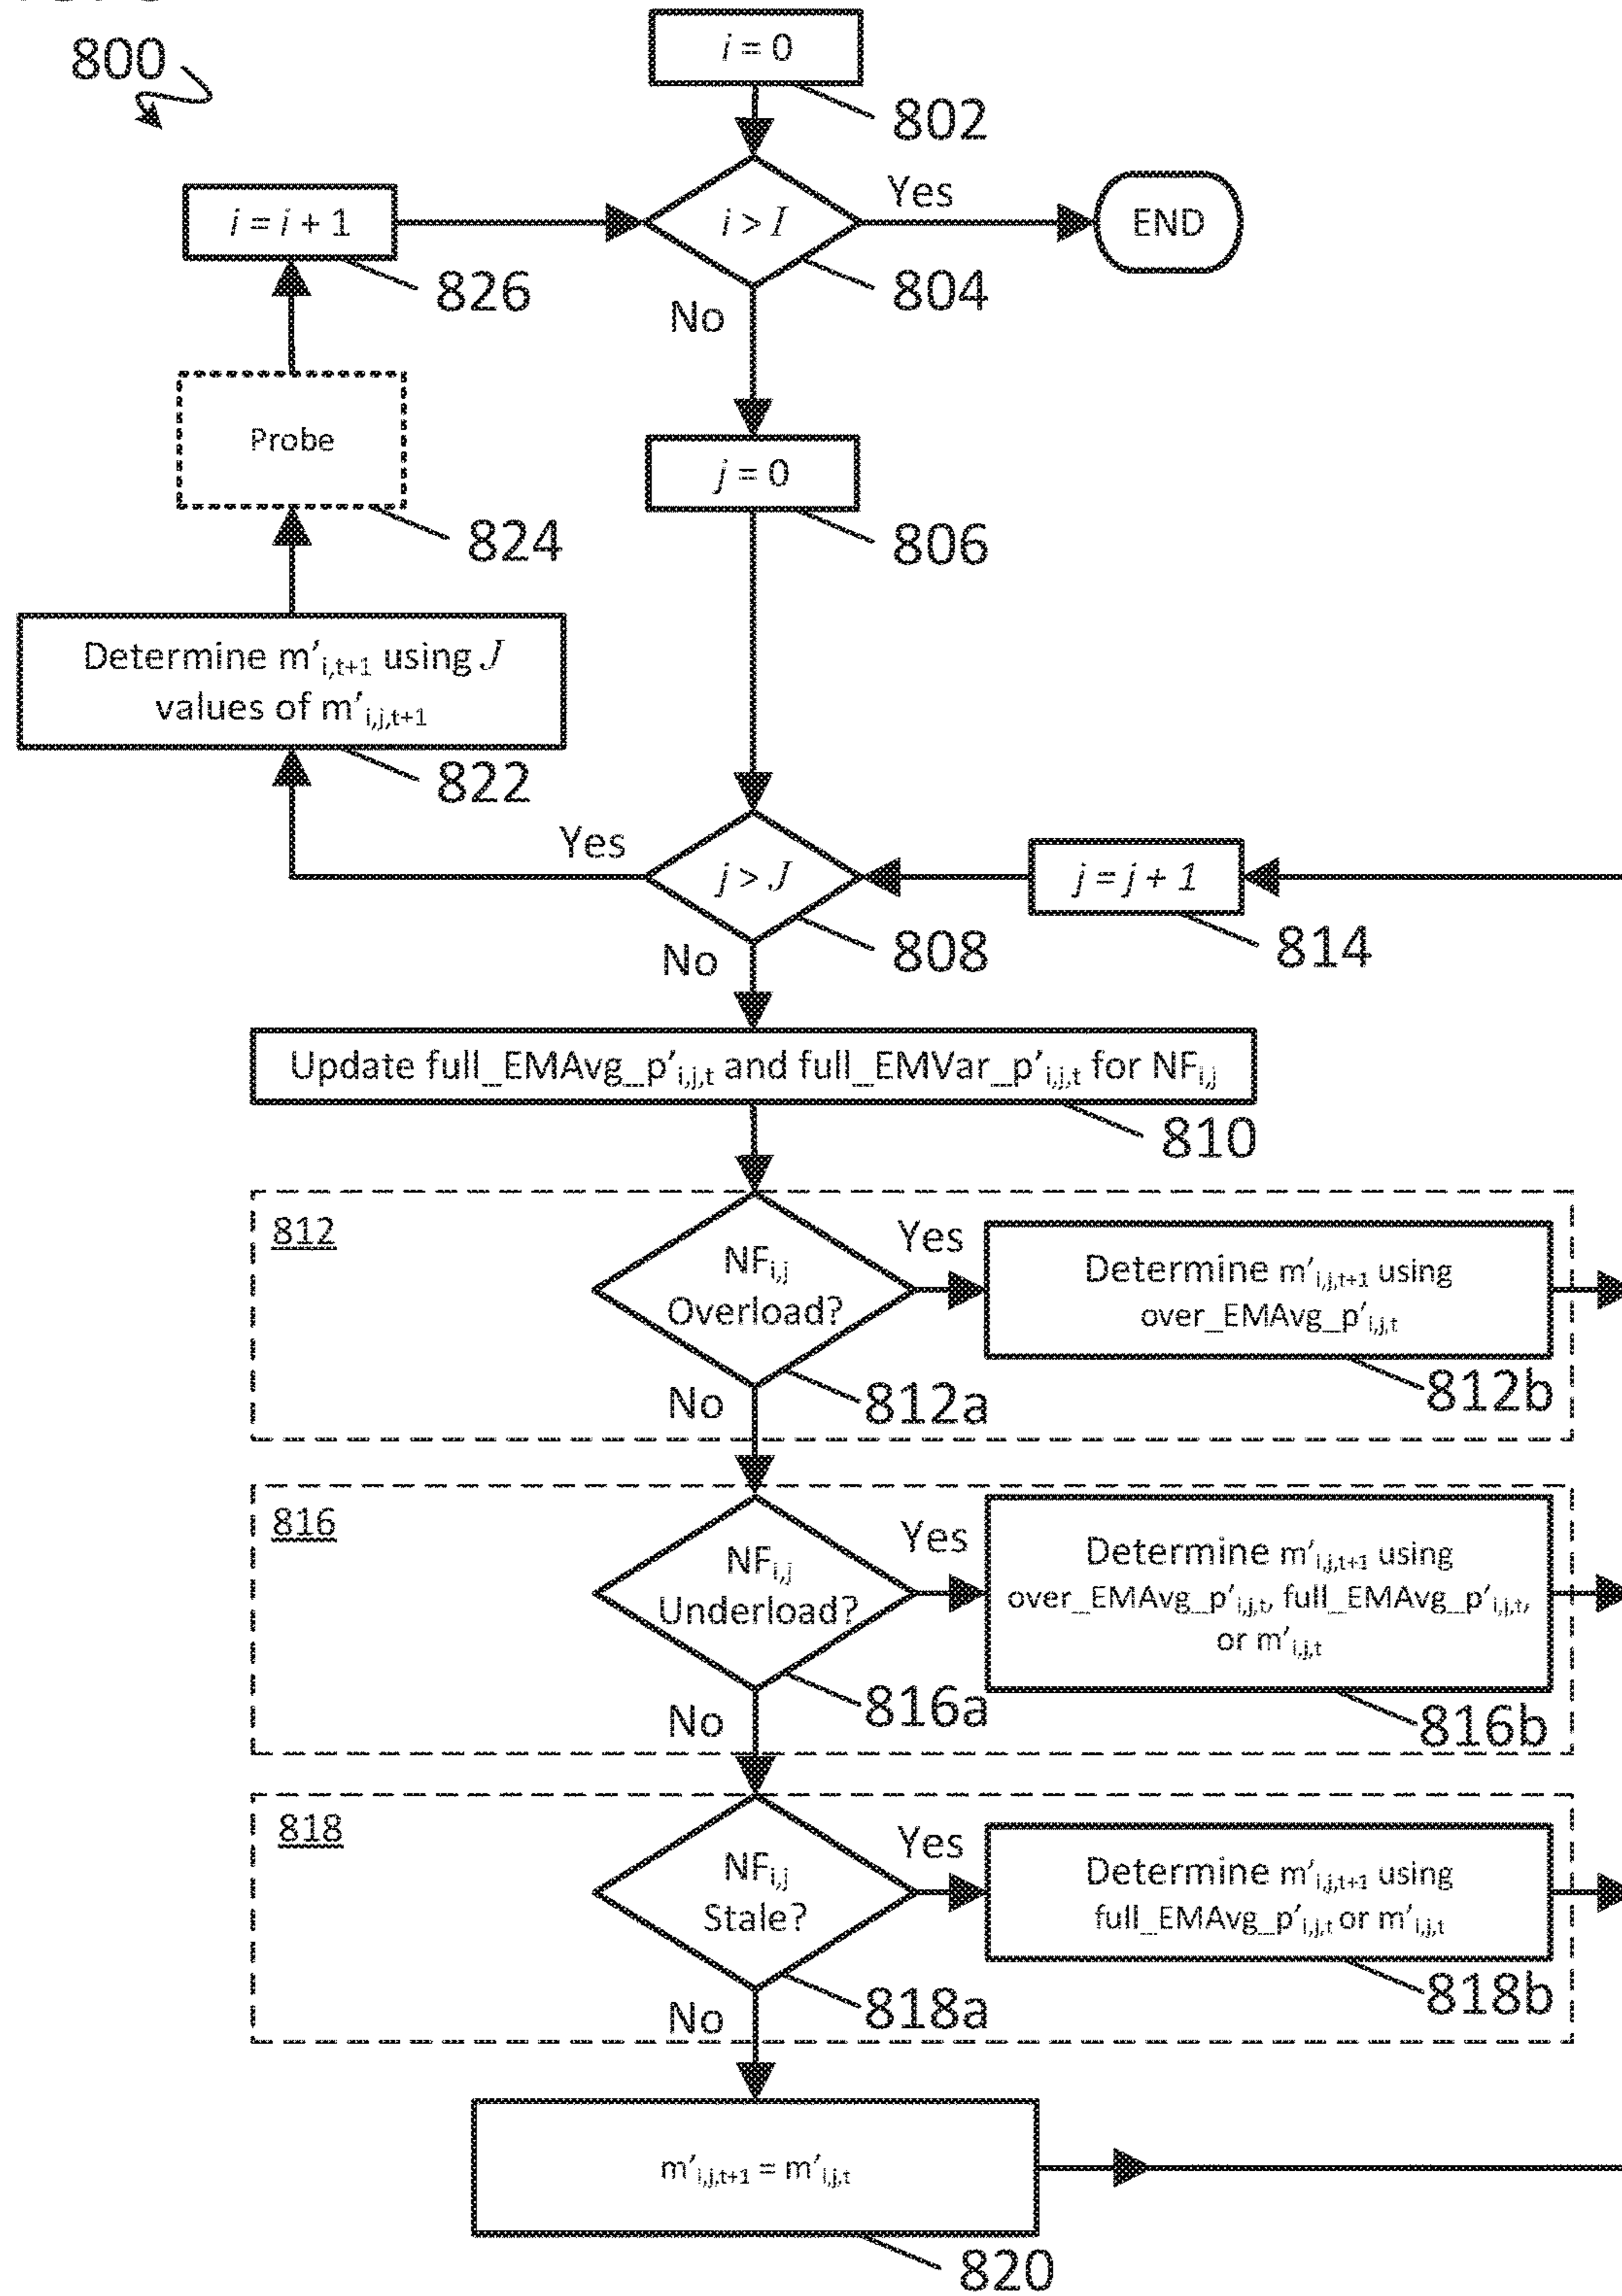 800
i = 0
802
i = i + 1
826
i > I
Yes
END
804
No
Probe
824
j = 0
806
Determine m′i,t+1 using J
values of m′i,j,t+1
822
Yes
j > J
808
j = j + 1
814
No
Update full_EMAvg_p′i,j,t and full_EMVar_p′i,j,t for NFi,j
810
812
NFi,j
Overload?
Yes
Determine m′i,j,t+1 using
over_EMAvg_p′i,j,t
812a
812b
No
816
NFi,j
Underload?
Yes
Determine m′i,j,t+1 using
over_EMAvg_p′i,j,t, full_EMAvg_p′i,j,t,
or m′i,j,t
816a
816b
No
818
NFi,j
Stale?
Yes
Determine m′i,j,t+1 using
full_EMAvg_p′i,j,t or m′i,j,t
818a
818b
No
m′i,j,t+1 = m′i,j,t
820